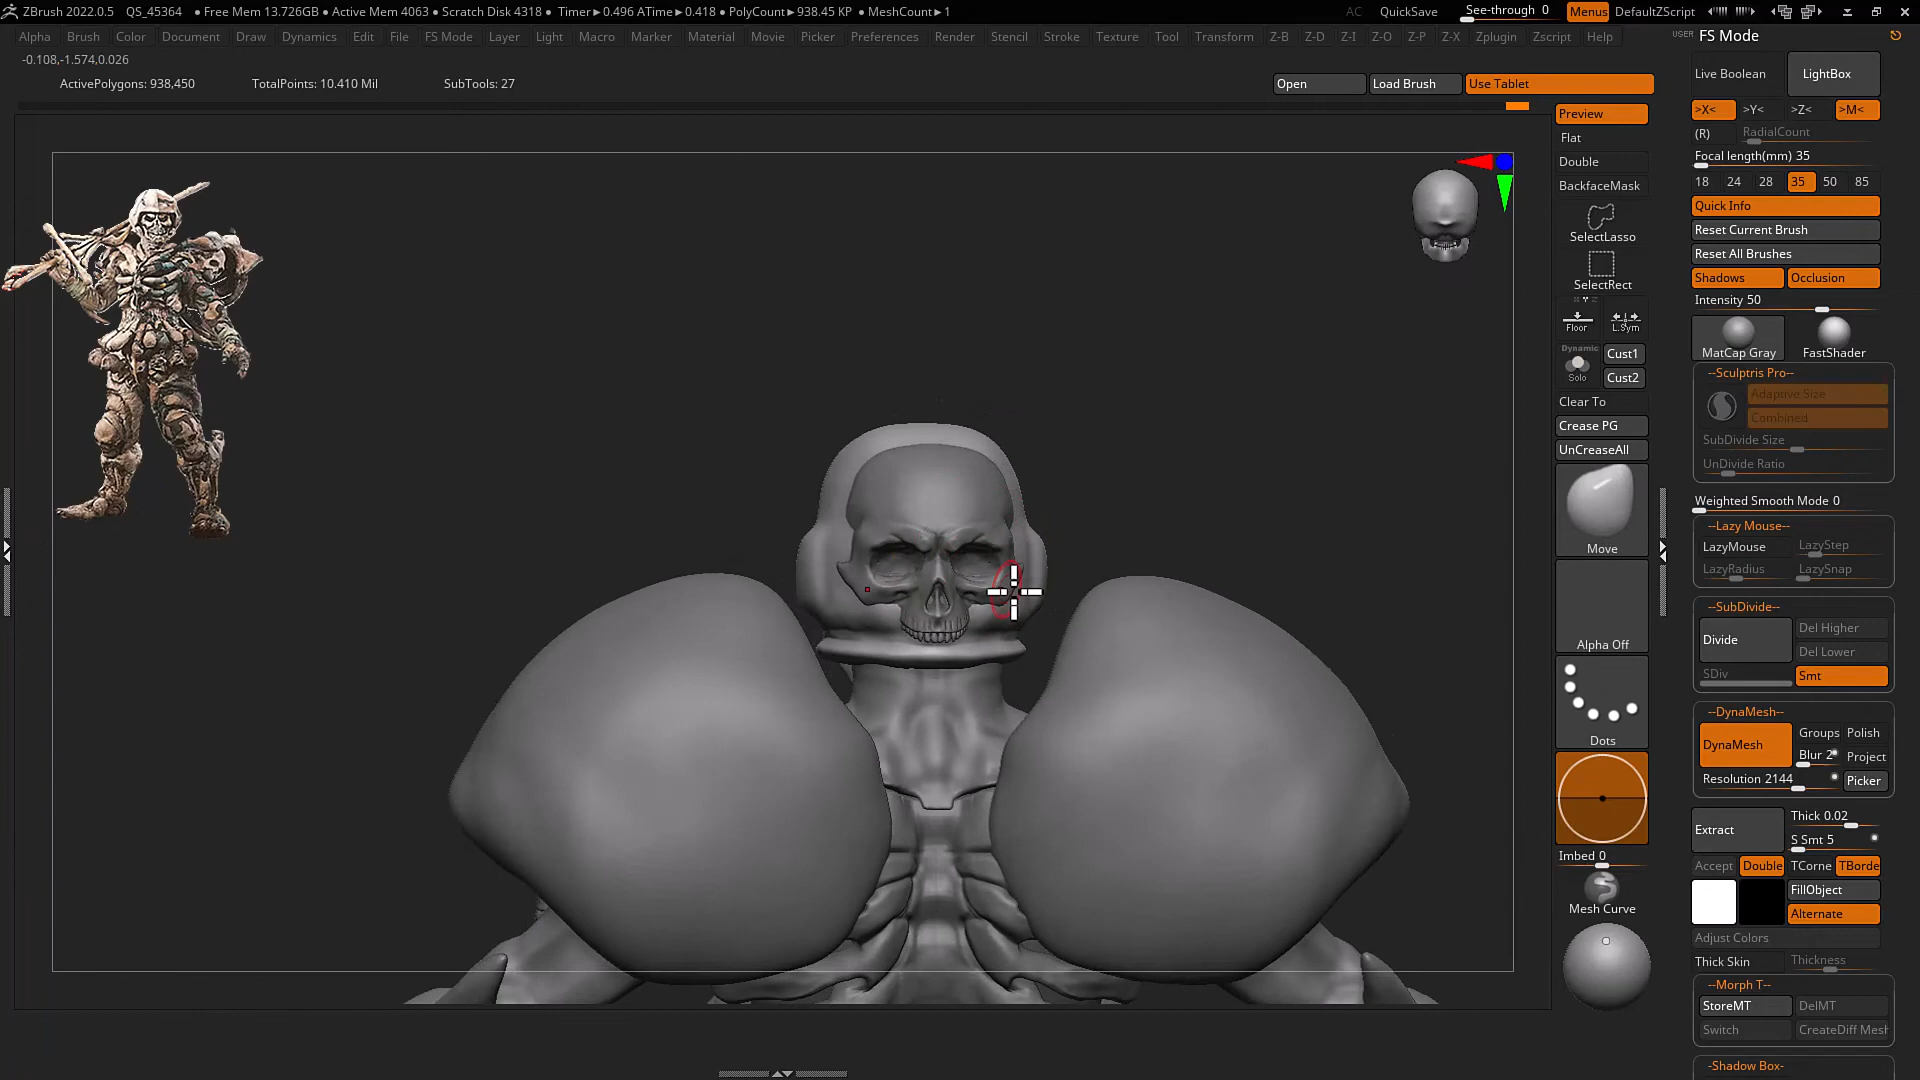 ZBrush 2022.0.5 QS_45364 ● Free Mem 13.726GB ● Active Mem 4063 ● Scratch Disk 4318 ● Timer►0.496 ATime►0.418 ● PolyCount►938.45 KP ● MeshCount►1 AC QuickSave See-through 0 Menus DefaultZScript
Alpha Brush Color Document Draw Dynamics Edit File FS Mode Layer Light Macro Marker Material Movie Picker Preferences Render Stencil Stroke Texture Tool Transform Z-B Z-D Z-I Z-O Z-P Z-X Zplugin Zscript Help
USER FS Mode
-0.108,-1.574,0.026
ActivePolygons: 938,450 TotalPoints: 10.410 Mil SubTools: 27 Open Load Brush Use Tablet
Preview
Flat
Double
BackfaceMask
SelectLasso
SelectRect
Floor L.Sym
Dynamic
Solo
Cust1
Cust2
Clear To
Crease PG
UnCreaseAll
Move
Alpha Off
Dots
Imbed 0
Mesh Curve
Live Boolean LightBox
>X< >Y< >Z< >M<
(R) RadialCount
Focal length(mm) 35
18 24 28 35 50 85
Quick Info
Reset Current Brush
Reset All Brushes
Shadows Occlusion
Intensity 50
MatCap Gray FastShader
--Sculptris Pro--
Adaptive Size
Combined
SubDivide Size
UnDivide Ratio
Weighted Smooth Mode 0
--Lazy Mouse--
LazyMouse LazyStep
LazyRadius LazySnap
--SubDivide--
Divide Del Higher
Del Lower
SDiv Smt
--DynaMesh--
DynaMesh Groups Polish
Blur 2 Project
Resolution 2144 Picker
Extract Thick 0.02
S Smt 5
Accept Double TCorne TBorde
FillObject
Alternate
Adjust Colors
Thick Skin Thickness
--Morph T--
StoreMT DelMT
Switch CreateDiff Mesh
-Shadow Box-